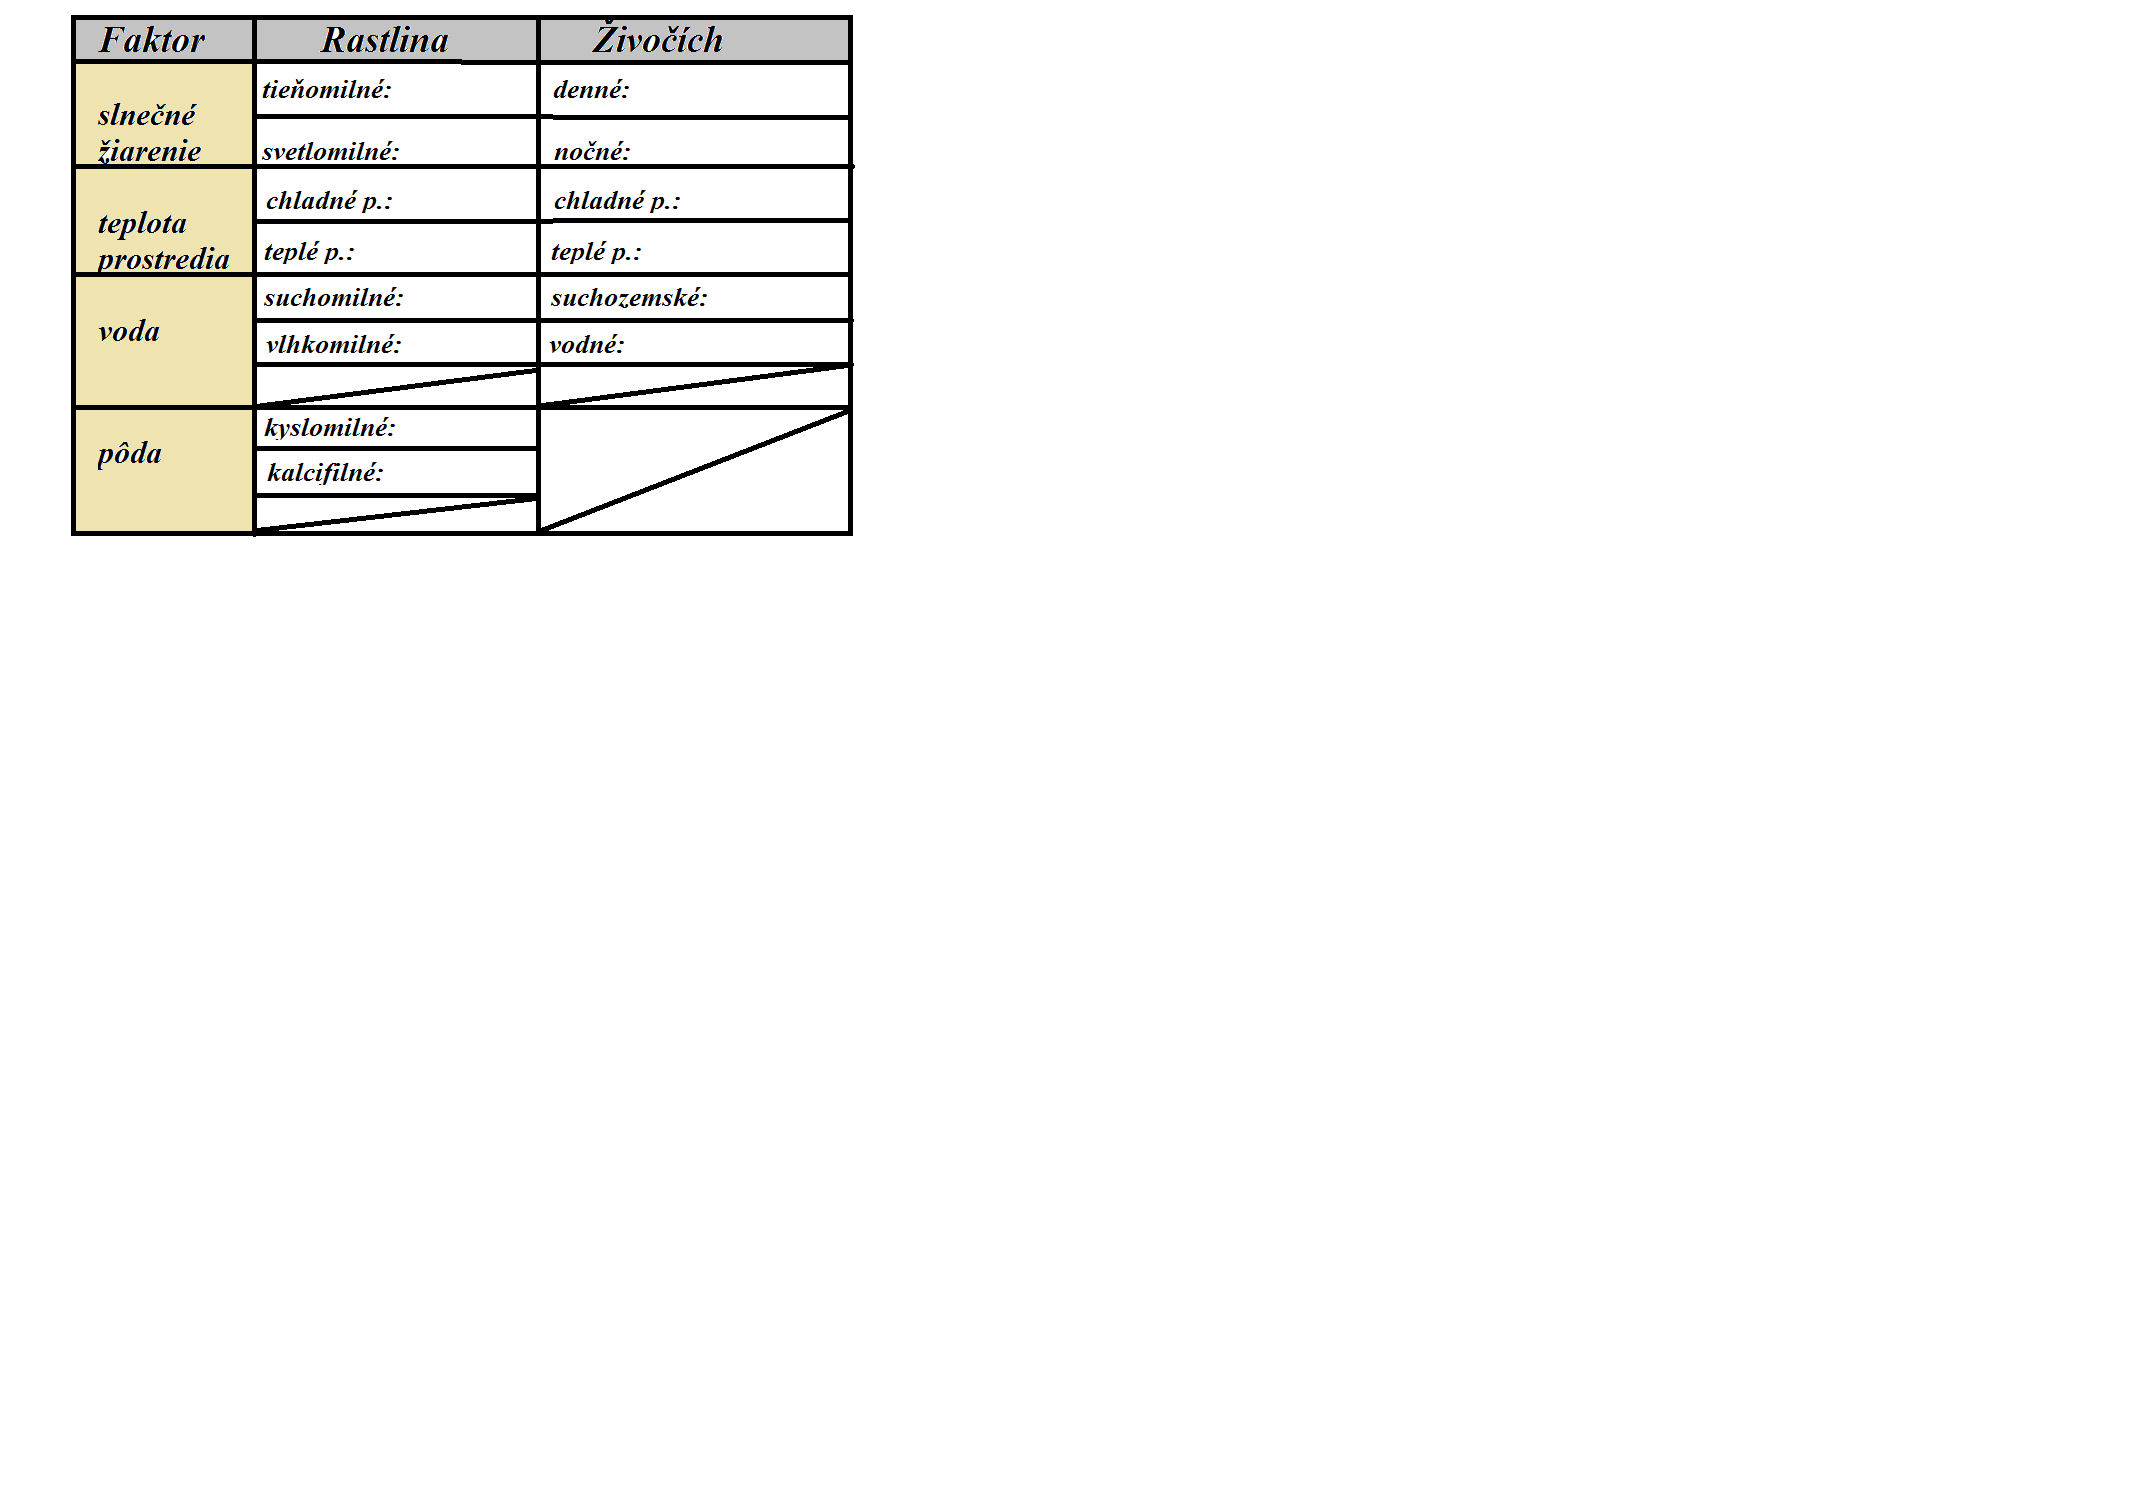 Faktor Rastlina Živočích
slnečné
žiarenie
tieňomilné: denné:
svetlomilné: nočné:
teplota
prostredia
chladné p.: chladné p.:
teplé p.: teplé p.:
voda
suchomilné: suchozemské:
vlhkomilné: vodné:
pôda
kyslomilné:
kalcifilné: